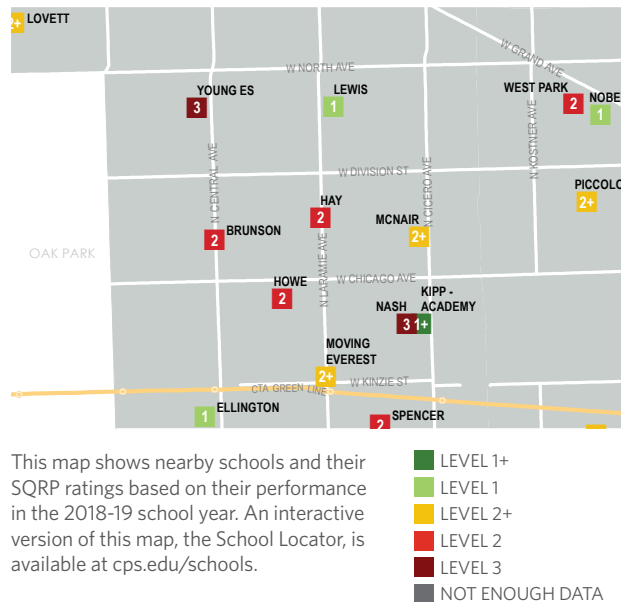 2+
LOVETT
W GRAND AVE
W NORTH AVE
YOUNG ES
3
LEWIS
1
WEST PARK
2
NOBE
1
N CENTRAL AVE
N CICERO AVE
N KOSTNER AVE
W DIVISION ST
PICCOLO
2+
HAY
2
MCNAIR
2+
BRUNSON
2
OAK PARK
N LARAMIE AVE
W CHICAGO AVE
HOWE
2
NASH
3
KIPP -
ACADEMY
1+
MOVING
EVEREST
2+
W KINZIE ST
CTA GREEN LINE
1
ELLINGTON
2
SPENCER
This map shows nearby schools and their
SQRP ratings based on their performance
in the 2018-19 school year. An interactive
version of this map, the School Locator, is
available at cps.edu/schools.
LEVEL 1+
LEVEL 1
LEVEL 2+
LEVEL 2
LEVEL 3
NOT ENOUGH DATA